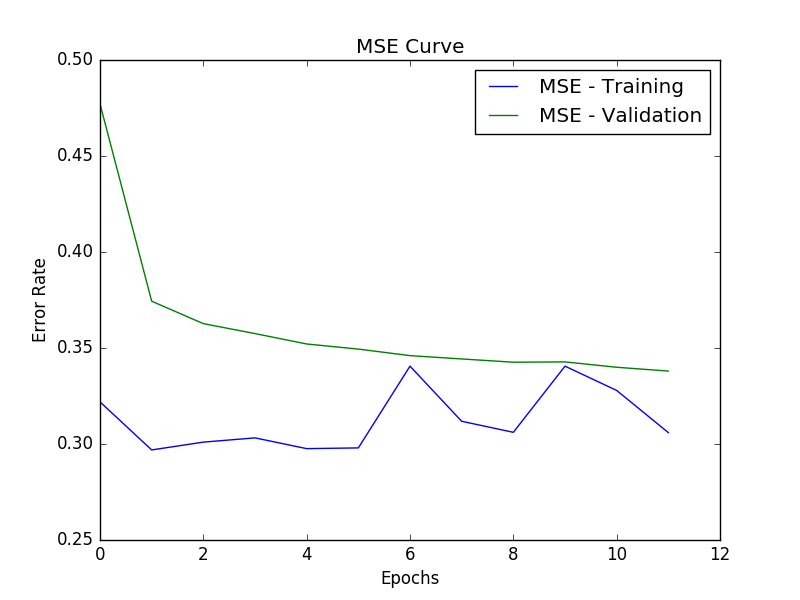 MSE Curve
MSE - Training
MSE - Validation
0.50
0.45
0.40
0.35
0.30
0.25
Error Rate
0 2 4 6 8 10 12
Epochs